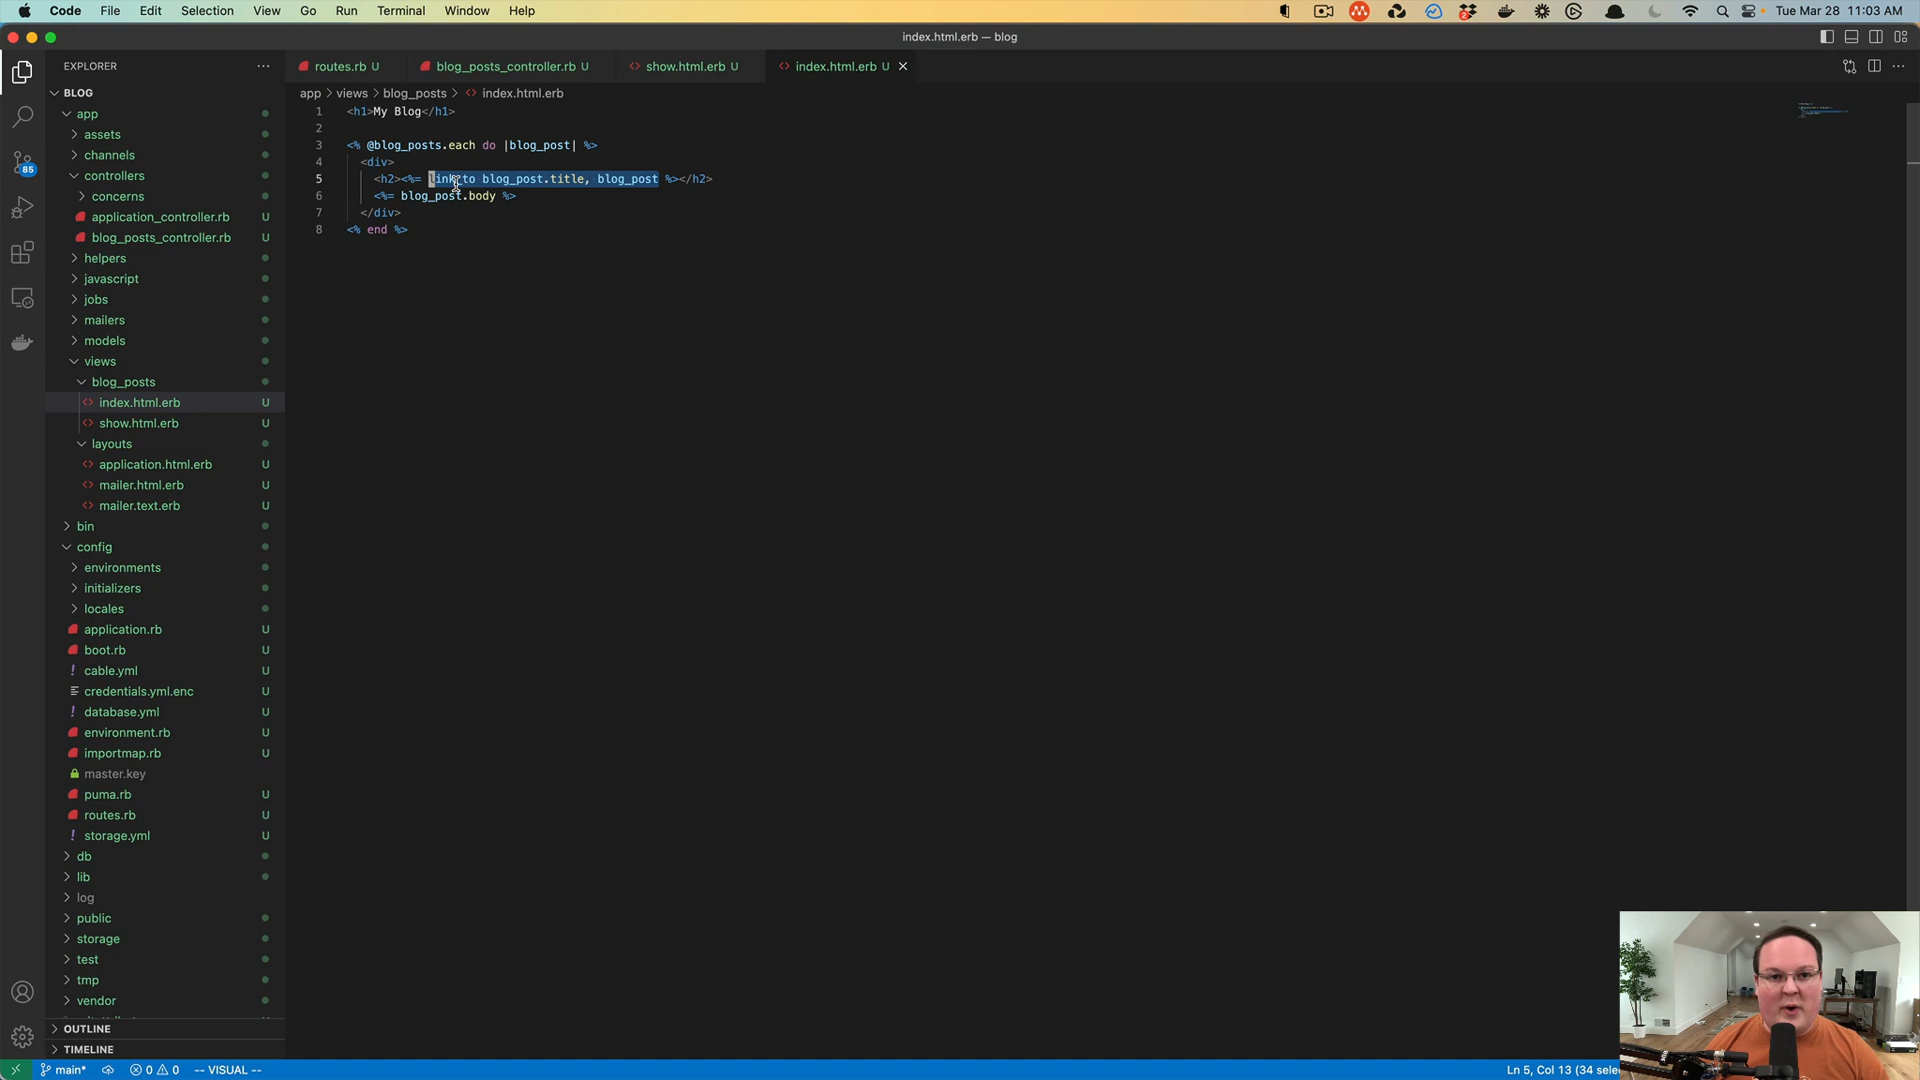 Code File Edit Selection View Go Run Terminal Window Help
2
Tue Mar 28 11:03 AM
index.html.erb — blog
EXPLORER
routes.rb U
blog_posts_controller.rb U
show.html.erb U
index.html.erb U
app > views > blog_posts > index.html.erb
BLOG
app
assets
channels
controllers
concerns
application_controller.rb U
blog_posts_controller.rb U
helpers
javascript
jobs
mailers
models
views
blog_posts
index.html.erb U
show.html.erb U
layouts
application.html.erb U
mailer.html.erb U
mailer.text.erb U
bin
config
environments
initializers
locales
application.rb U
boot.rb U
! cable.yml U
credentials.yml.enc U
! database.yml U
environment.rb U
importmap.rb U
master.key
puma.rb U
routes.rb U
! storage.yml U
db
lib
log
public
storage
test
tmp
vendor
OUTLINE
TIMELINE
85
1 <h1>My Blog</h1>
2
3 <% @blog_posts.each do |blog_post| %>
4 <div>
5 <h2><%= link_to blog_post.title, blog_post %></h2>
6 <%= blog_post.body %>
7 </div>
8 <% end %>
main* 0 0 -- VISUAL --
Ln 5, Col 13 (34 sele